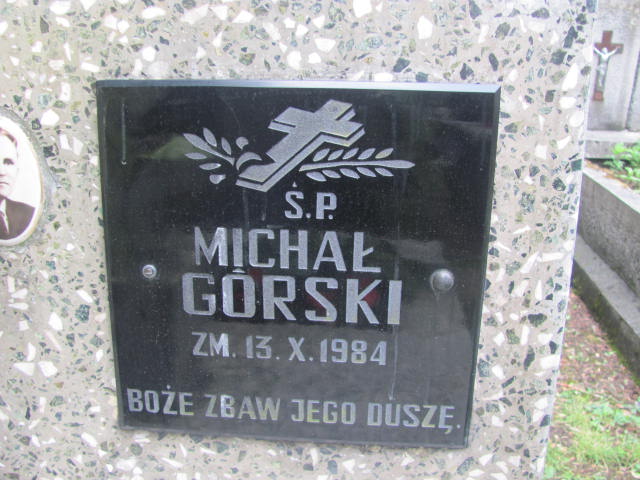 Ś.P.
MICHAŁ
GÓRSKI
ZM. 13. X. 1984
BOŻE ZBAW JEGO DUSZĘ.